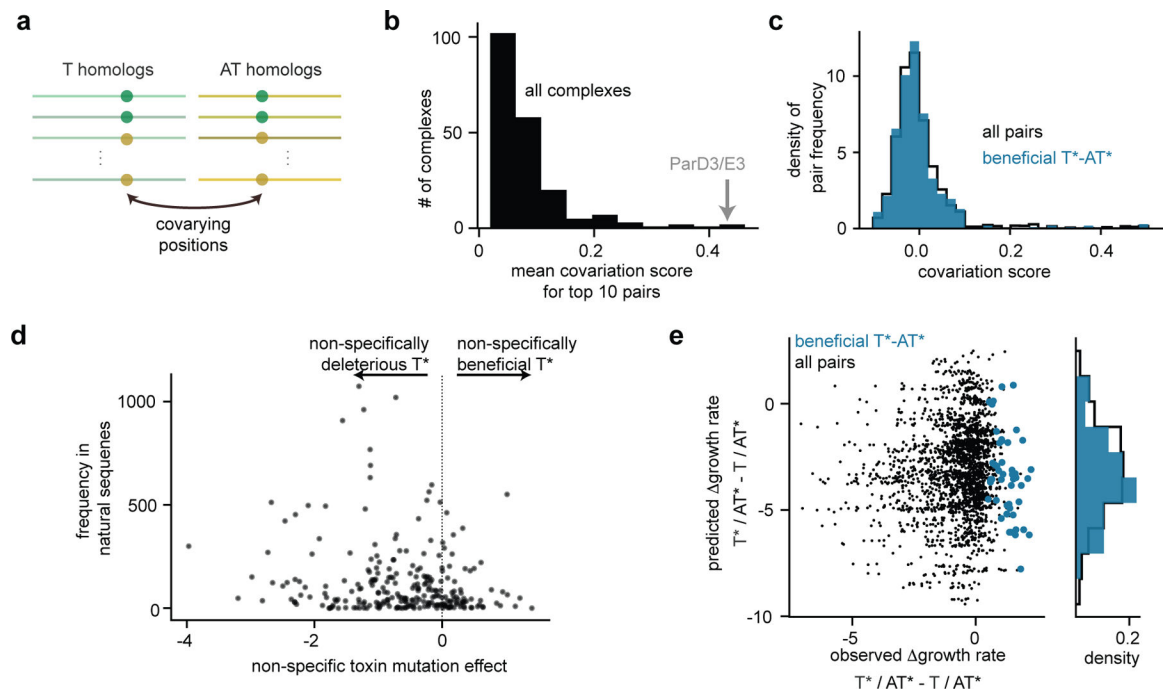 a
T homologs
AT homologs
⋮
⋮
covarying
positions
b
100
50
0
# of complexes
all complexes
ParD3/E3
0
0.2
0.4
mean covariation score
for top 10 pairs
c
10
5
0
density of
pair frequency
all pairs
beneficial T*-AT*
0.0
0.2
0.4
covariation score
d
non-specifically
deleterious T*
non-specifically
beneficial T*
1000
500
0
frequency in
natural sequenes
-4
-2
0
non-specific toxin mutation effect
e
beneficial T*-AT*
all pairs
0
-5
-10
predicted Δgrowth rate
T* / AT* - T / AT*
-5
0
observed Δgrowth rate
T* / AT* - T / AT*
0.2
density